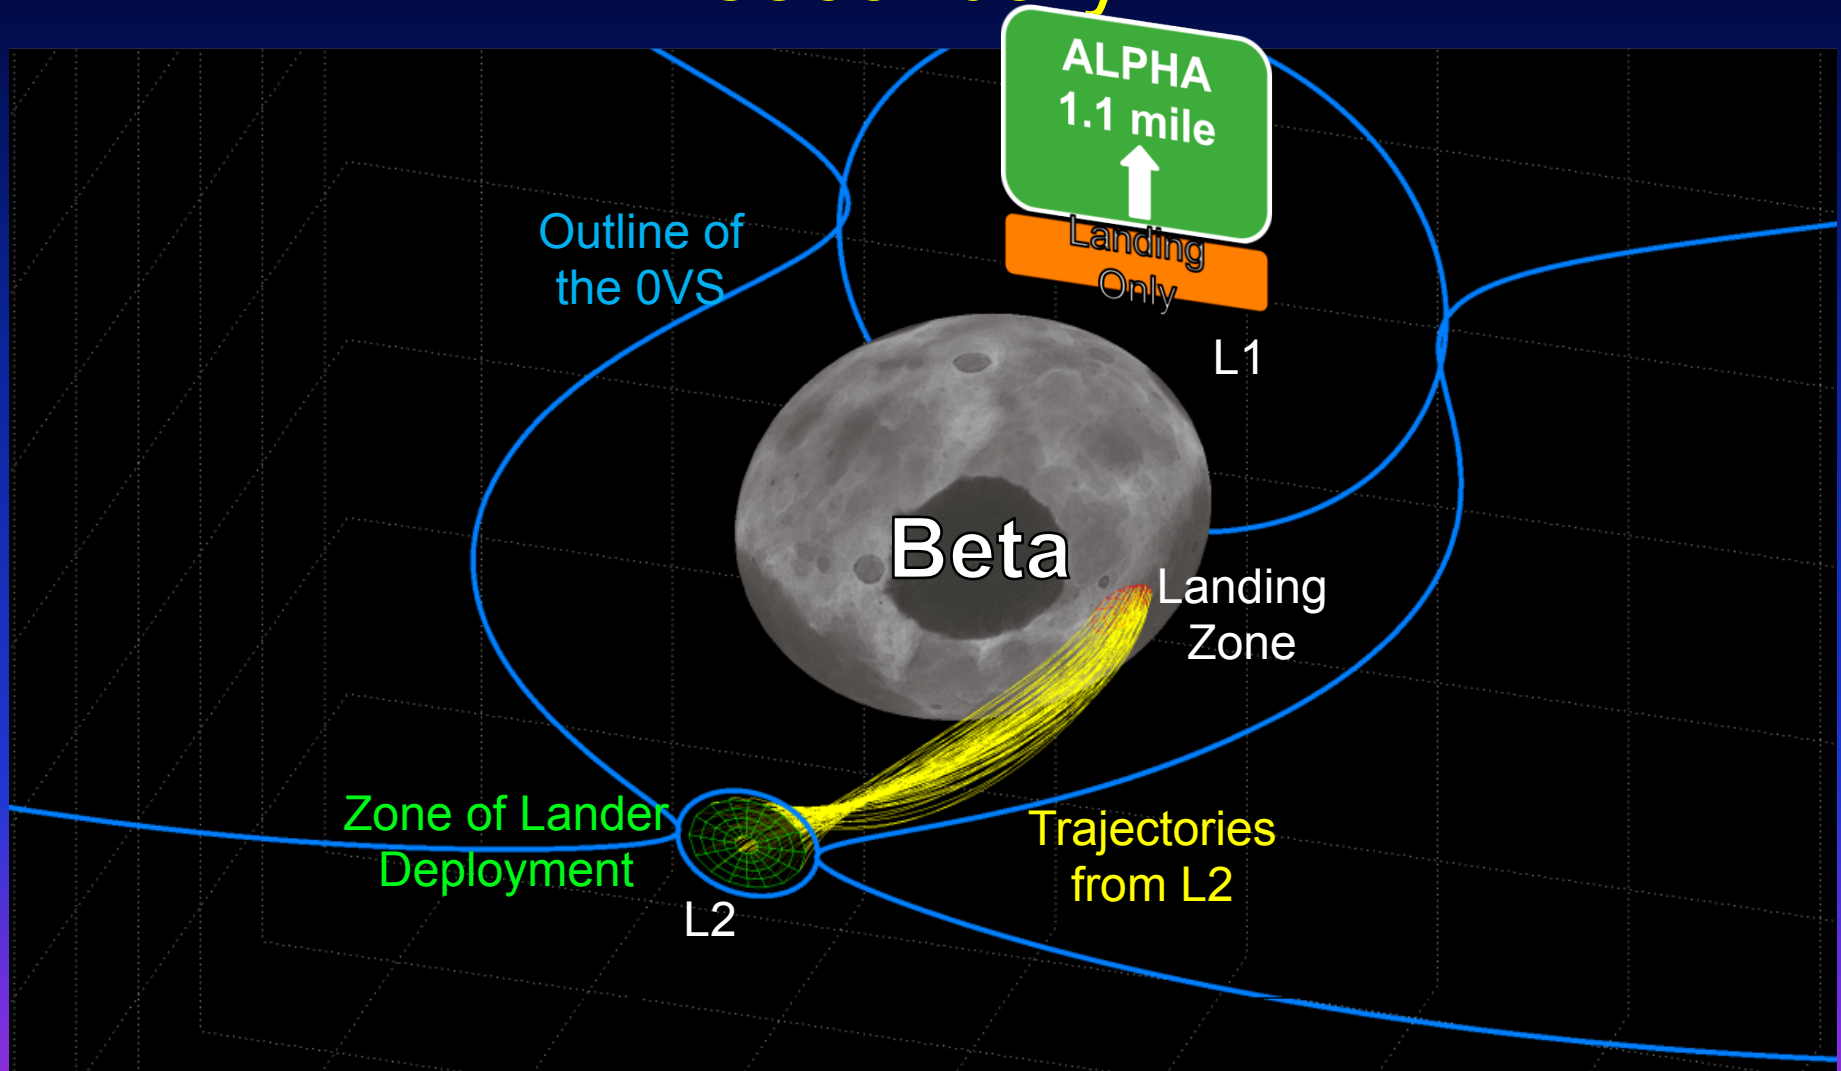 ALPHA
1.1 mile
Landing
Only
Outline of
the 0VS
L1
Beta
Landing
Zone
Zone of Lander
Deployment
Trajectories
from L2
L2